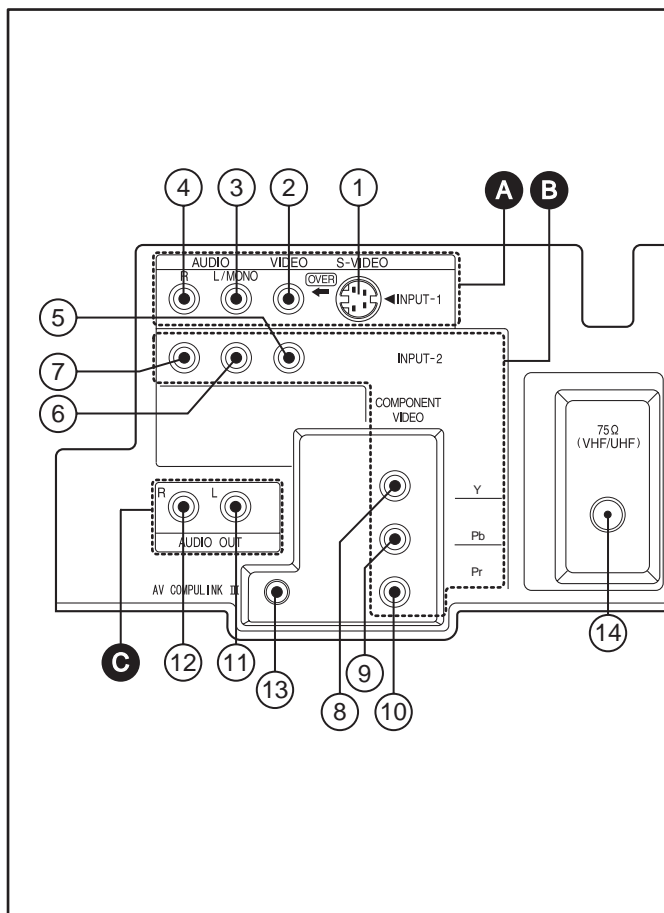 4 3 2 1 A B
AUDIO VIDEO S-VIDEO
R L/MONO OVER
INPUT-1
5
INPUT-2
7
6
COMPONENT
VIDEO
75Ω
(VHF/UHF)
R L
Y
AUDIO OUT
Pb
Pr
AV COMPULINK III
C 12 11 13 8 9 10 14